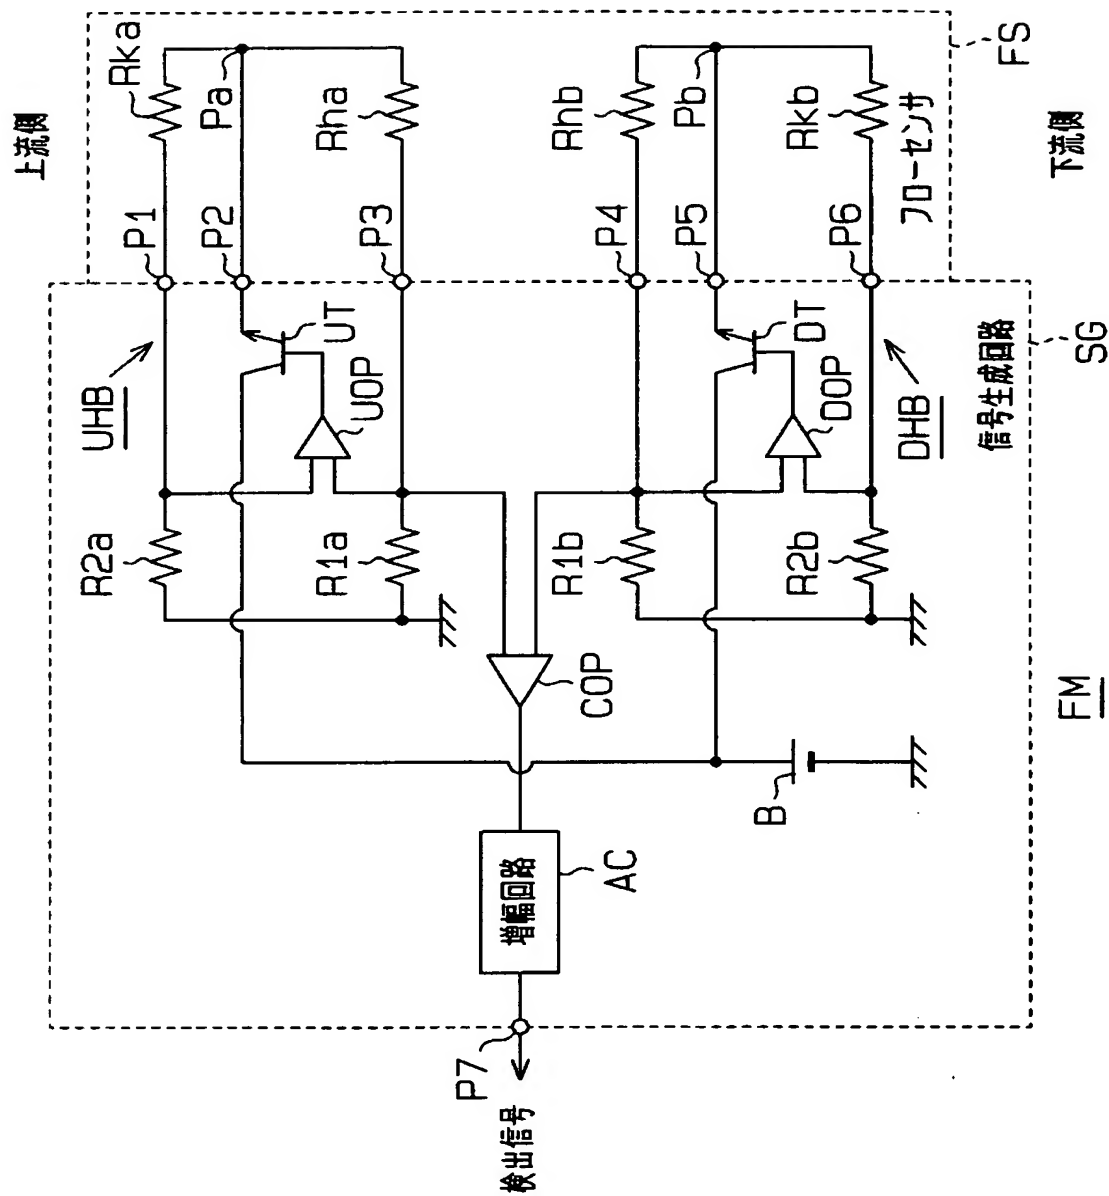 上流側
下流側
Rka
Pa
Rha
Rhb
Pb
Rkb
フローセンサ
FS
P1
P2
P3
P4
P5
P6
UHB
UT
UOP
DT
DOP
DHB
信号生成回路
SG
R2a
R1a
R1b
R2b
COP
FM
B
増幅回路
AC
P7
検出信号